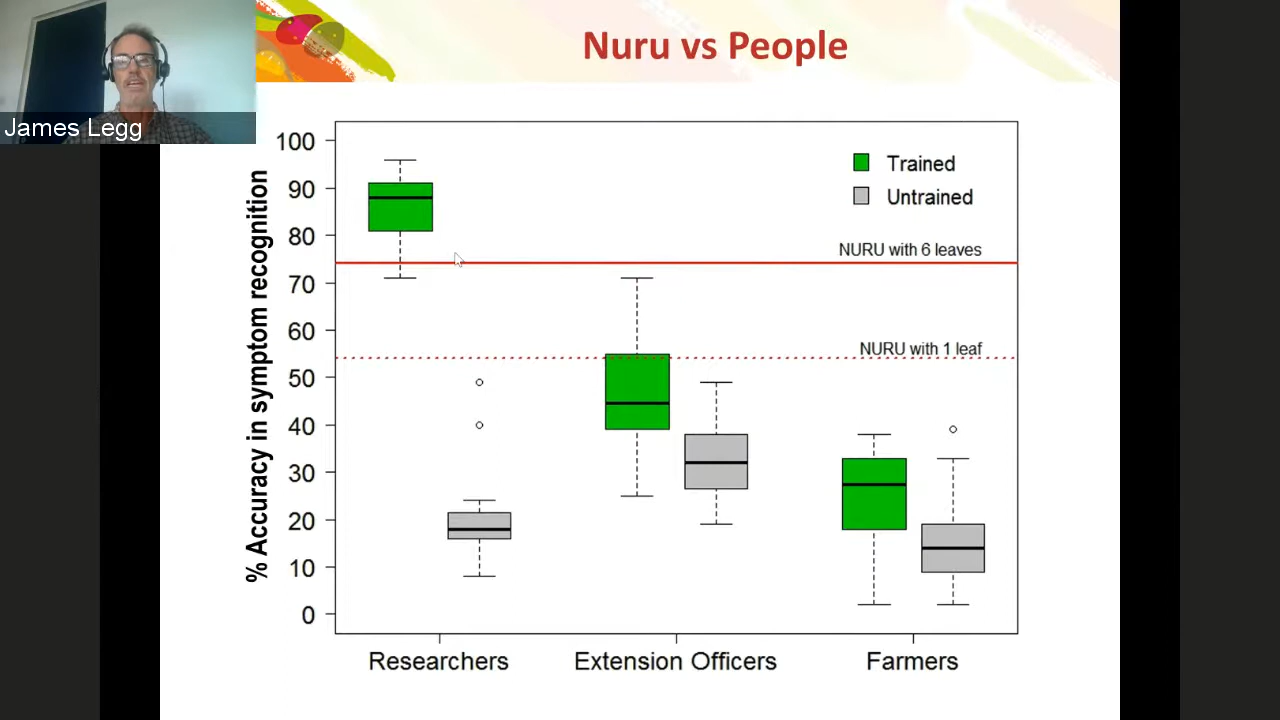 Nuru vs People
James Legg
% Accuracy in symptom recognition
100
90
80
70
60
50
40
30
20
10
0
Trained
Untrained
NURU with 6 leaves
NURU with 1 leaf
Researchers
Extension Officers
Farmers